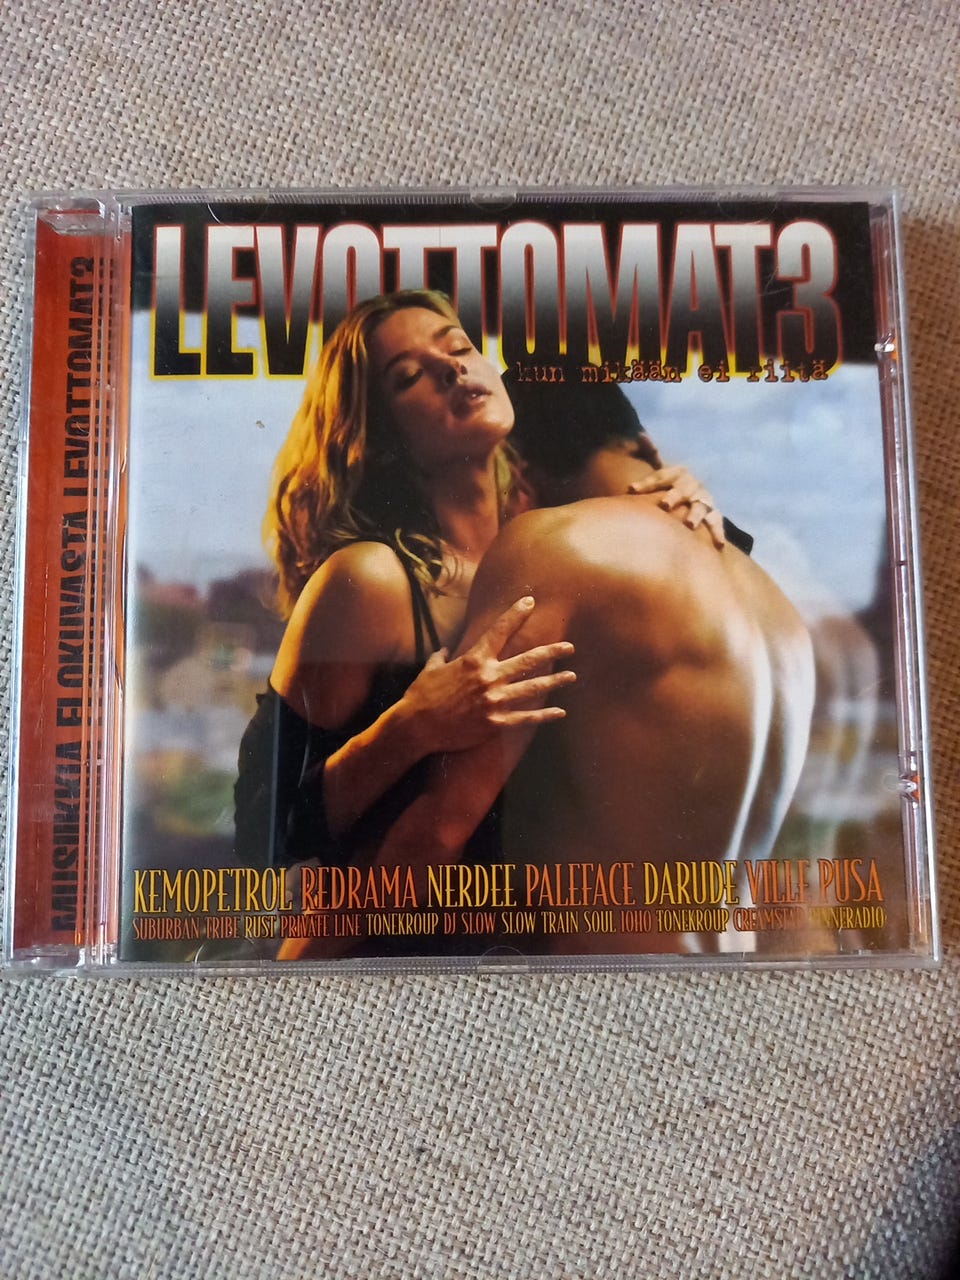 LEVOTTOMAT3
kun mikään ei riitä
MUSIIKKIA ELOKUVASTA LEVOTTOMAT3
KEMOPETROL REDRAMA NERDEE PALEFACE DARUDE VILLE PUSA
SUBURBAN TRIBE RUST PRIVATE LINE TONEKROUP DJ SLOW SLOW TRAIN SOUL IOHO TONEKROUP CREAMSTAR